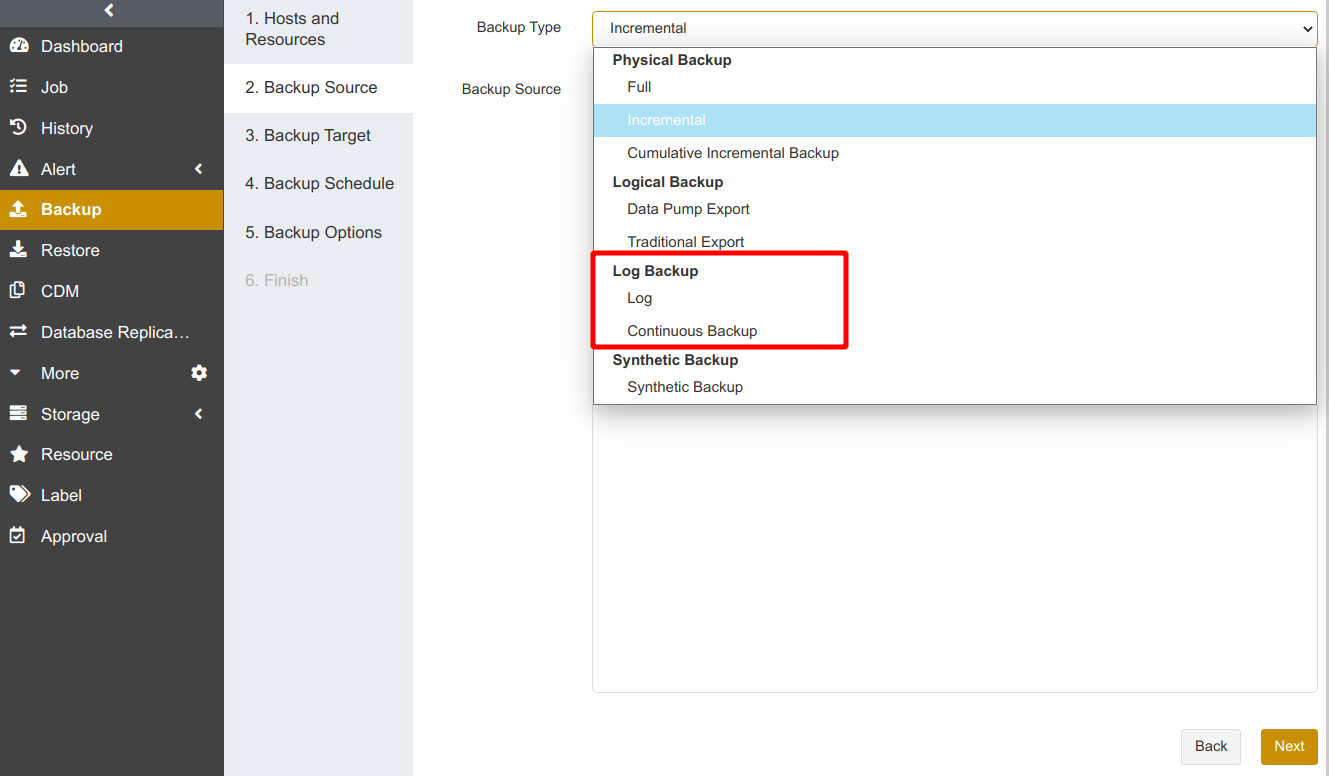 Dashboard
Job
History
Alert
Backup
Restore
CDM
Database Replica...
More
Storage
Resource
Label
Approval
1. Hosts and
Resources
2. Backup Source
3. Backup Target
4. Backup Schedule
5. Backup Options
6. Finish
Backup Type
Incremental
Backup Source
Physical Backup
Full
Incremental
Cumulative Incremental Backup
Logical Backup
Data Pump Export
Traditional Export
Log Backup
Log
Continuous Backup
Synthetic Backup
Synthetic Backup
Back
Next